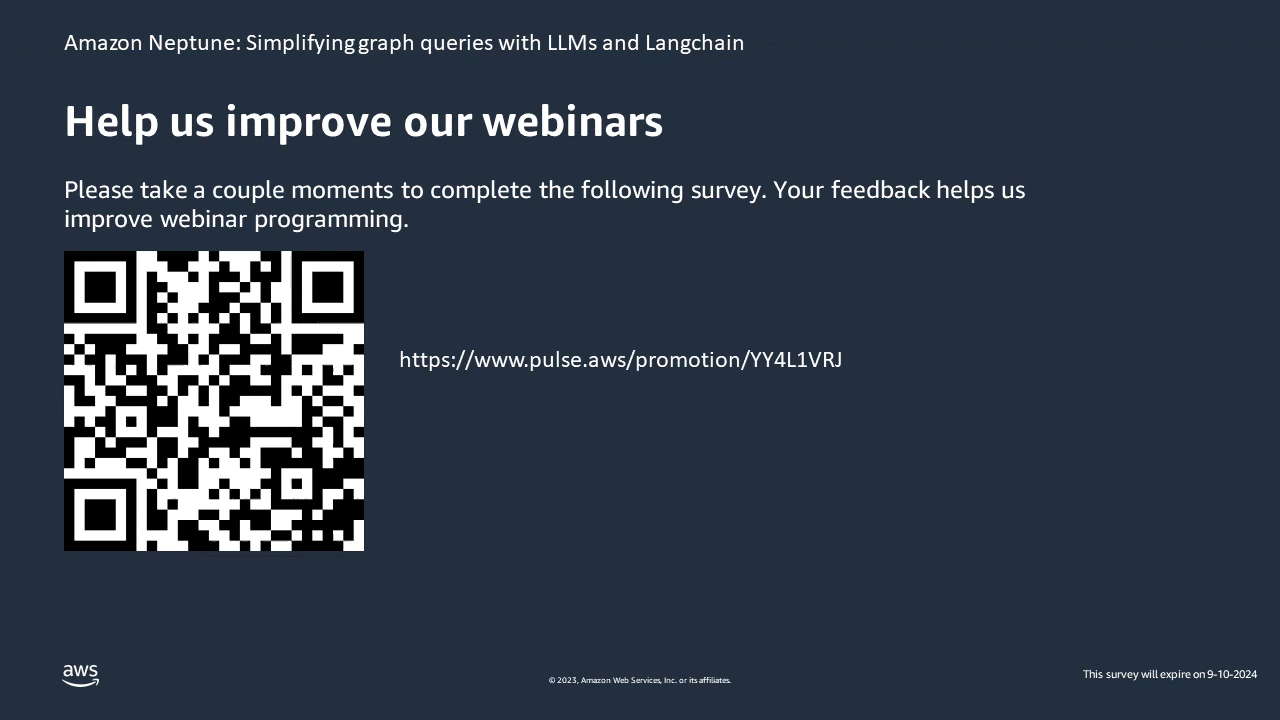 Amazon Neptune: Simplifying graph queries with LLMs and Langchain
Help us improve our webinars
Please take a couple moments to complete the following survey. Your feedback helps us
improve webinar programming.
https://www.pulse.aws/promotion/YY4L1VRJ
aws
© 2023, Amazon Web Services, Inc. or its affiliates.
This survey will expire on 9-10-2024